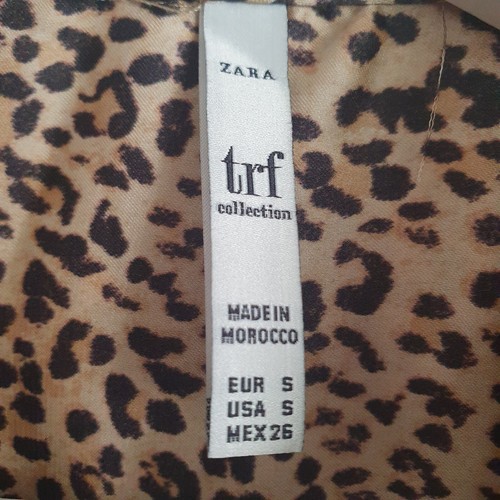 ZARA
trf
collection
MADE IN
MOROCCO
EUR S
USA S
MEX 26